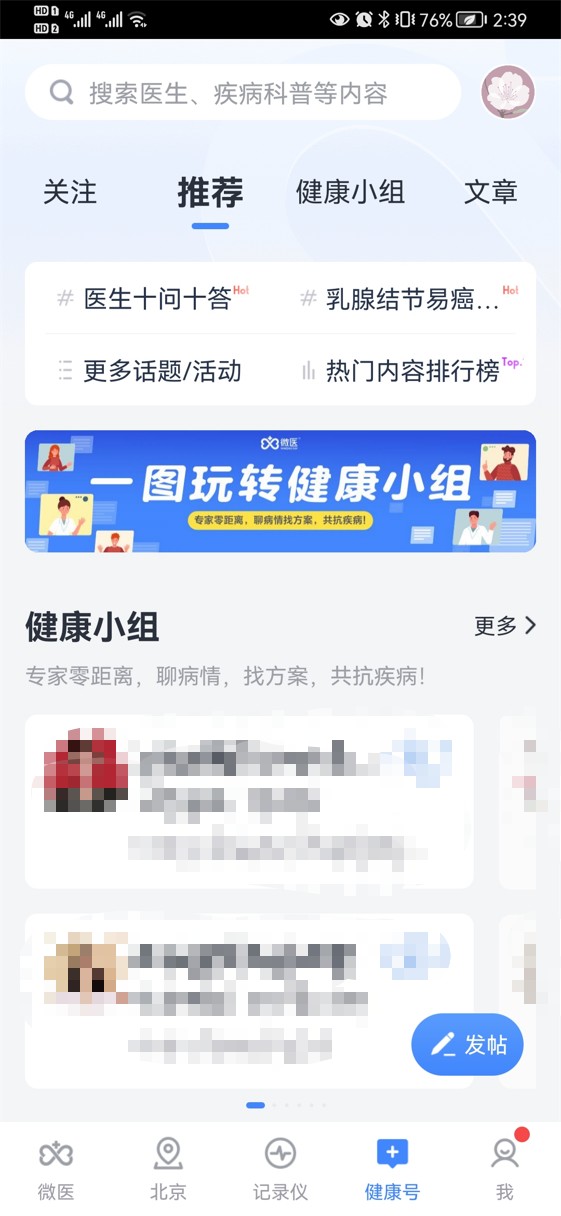 HD 1 4G 4G 76% 2:39
HD 2
搜索医生、疾病科普等内容
关注 推荐 健康小组 文章
# 医生十问十答 Hot # 乳腺结节易癌... Hot
更多话题/活动 热门内容排行榜 Top.
微医
一图玩转健康小组
专家零距离，聊病情找方案，共抗疾病！
健康小组 更多
专家零距离，聊病情，找方案，共抗疾病！
发帖
微医 北京 记录仪 健康号 我